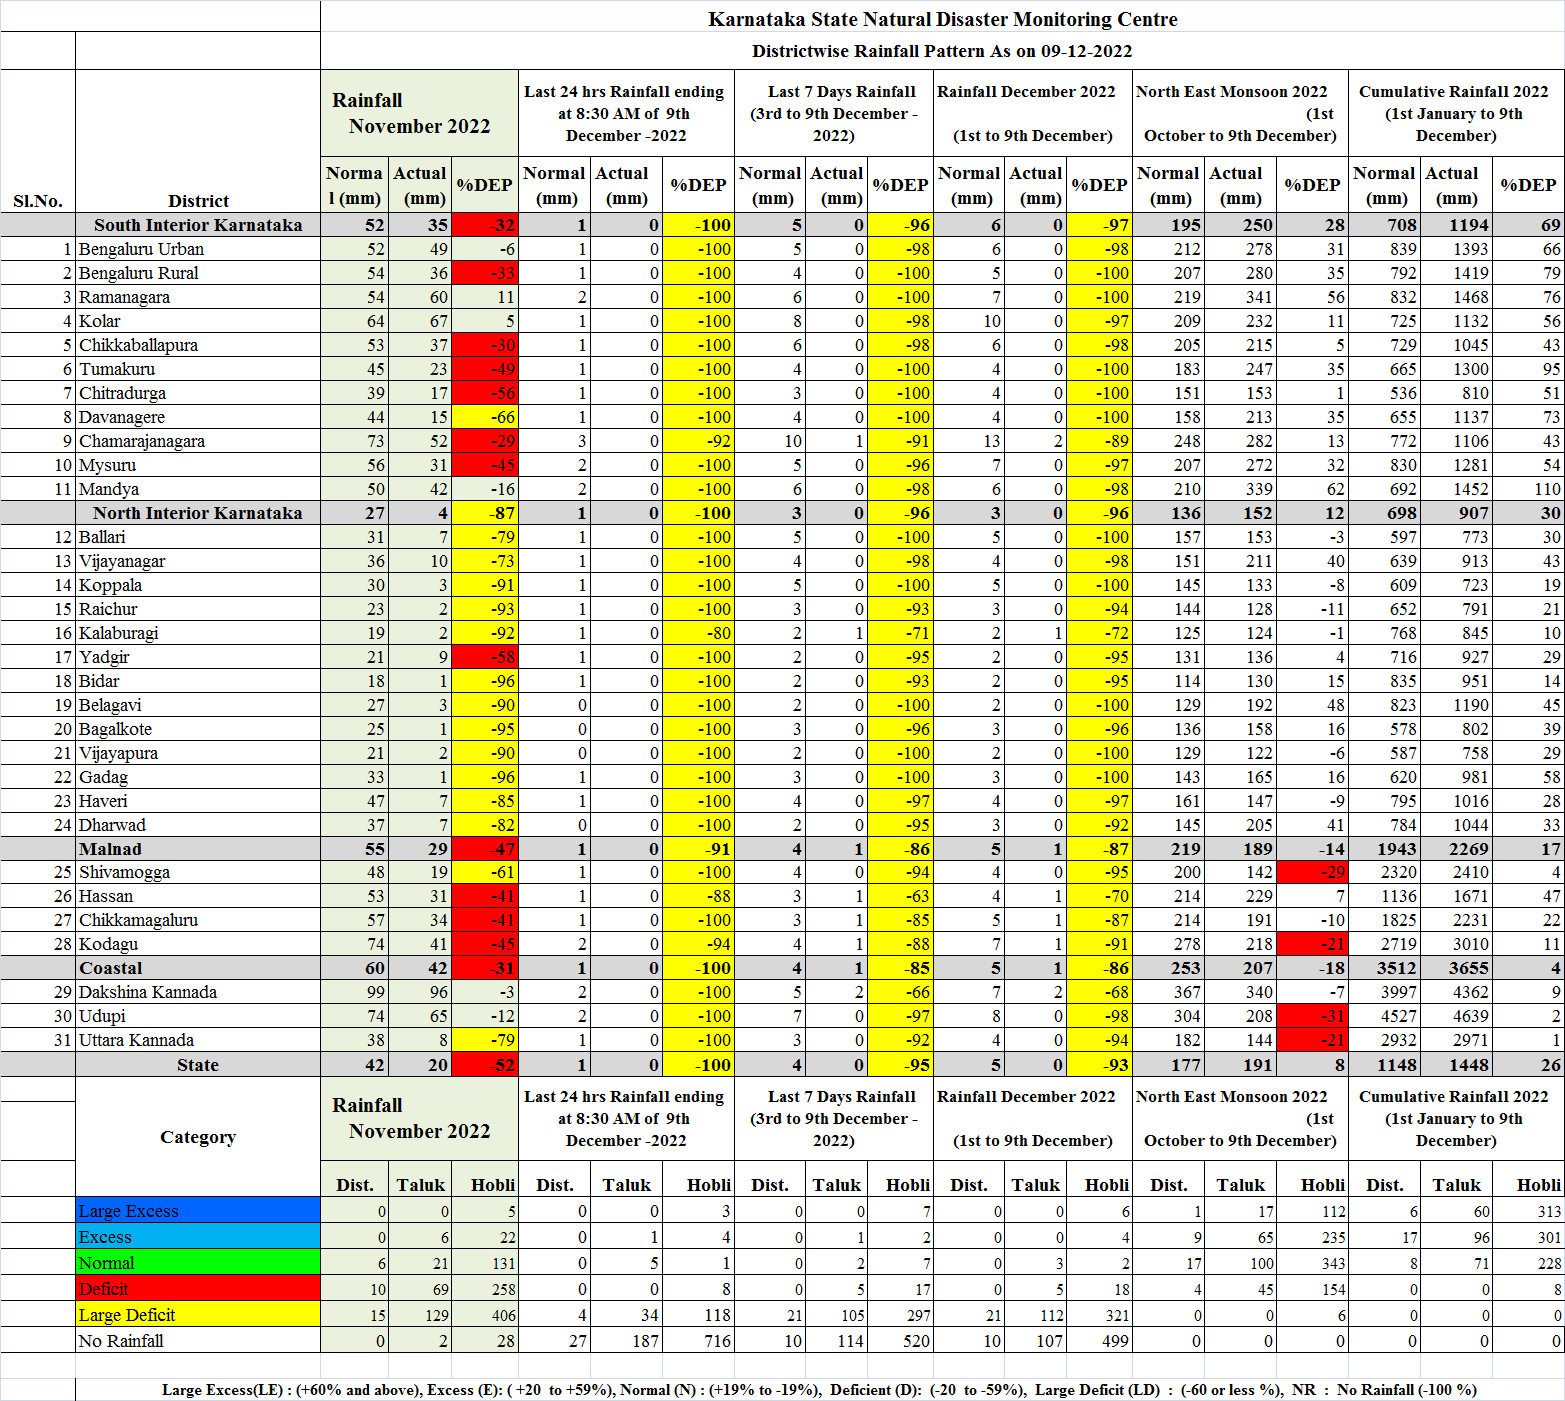 Karnataka State Natural Disaster Monitoring Centre
Districtwise Rainfall Pattern As on 09-12-2022
Sl.No. District Rainfall November 2022 Last 24 hrs Rainfall ending at 8:30 AM of 9th December -2022 Last 7 Days Rainfall (3rd to 9th December - 2022) Rainfall December 2022 (1st to 9th December) North East Monsoon 2022 (1st October to 9th December) Cumulative Rainfall 2022 (1st January to 9th December)
Normal (mm) Actual (mm) %DEP Normal (mm) Actual (mm) %DEP Normal (mm) Actual (mm) %DEP Normal (mm) Actual (mm) %DEP Normal (mm) Actual (mm) %DEP Normal (mm) Actual (mm) %DEP
South Interior Karnataka 52 35 -32 1 0 -100 5 0 -96 6 0 -97 195 250 28 708 1194 69
1 Bengaluru Urban 52 49 -6 1 0 -100 5 0 -98 6 0 -98 212 278 31 839 1393 66
2 Bengaluru Rural 54 36 -33 1 0 -100 4 0 -100 5 0 -100 207 280 35 792 1419 79
3 Ramanagara 54 60 11 2 0 -100 6 0 -100 7 0 -100 219 341 56 832 1468 76
4 Kolar 64 67 5 1 0 -100 8 0 -98 10 0 -97 209 232 11 725 1132 56
5 Chikkaballapura 53 37 -30 1 0 -100 6 0 -98 6 0 -98 205 215 5 729 1045 43
6 Tumakuru 45 23 -49 1 0 -100 4 0 -100 4 0 -100 183 247 35 665 1300 95
7 Chitradurga 39 17 -56 1 0 -100 3 0 -100 4 0 -100 151 153 1 536 810 51
8 Davanagere 44 15 -66 1 0 -100 4 0 -100 4 0 -100 158 213 35 655 1137 73
9 Chamarajanagara 73 52 -29 3 0 -92 10 1 -91 13 2 -89 248 282 13 772 1106 43
10 Mysuru 56 31 -45 2 0 -100 5 0 -96 7 0 -97 207 272 32 830 1281 54
11 Mandya 50 42 -16 2 0 -100 6 0 -98 6 0 -98 210 339 62 692 1452 110
North Interior Karnataka 27 4 -87 1 0 -100 3 0 -96 3 0 -96 136 152 12 698 907 30
12 Ballari 31 7 -79 1 0 -100 5 0 -100 5 0 -100 157 153 -3 597 773 30
13 Vijayanagar 36 10 -73 1 0 -100 4 0 -98 4 0 -98 151 211 40 639 913 43
14 Koppala 30 3 -91 1 0 -100 5 0 -100 5 0 -100 145 133 -8 609 723 19
15 Raichur 23 2 -93 1 0 -100 3 0 -93 3 0 -94 144 128 -11 652 791 21
16 Kalaburagi 19 2 -92 1 0 -80 2 1 -71 2 1 -72 125 124 -1 768 845 10
17 Yadgir 21 9 -58 1 0 -100 2 0 -95 2 0 -95 131 136 4 716 927 29
18 Bidar 18 1 -96 1 0 -100 2 0 -93 2 0 -95 114 130 15 835 951 14
19 Belagavi 27 3 -90 0 0 -100 2 0 -100 2 0 -100 129 192 48 823 1190 45
20 Bagalkote 25 1 -95 0 0 -100 3 0 -96 3 0 -96 136 158 16 578 802 39
21 Vijayapura 21 2 -90 0 0 -100 2 0 -100 2 0 -100 129 122 -6 587 758 29
22 Gadag 33 1 -96 1 0 -100 3 0 -100 3 0 -100 143 165 16 620 981 58
23 Haveri 47 7 -85 1 0 -100 4 0 -97 4 0 -97 161 147 -9 795 1016 28
24 Dharwad 37 7 -82 0 0 -100 2 0 -95 3 0 -92 145 205 41 784 1044 33
Malnad 55 29 -47 1 0 -91 4 1 -86 5 1 -87 219 189 -14 1943 2269 17
25 Shivamogga 48 19 -61 1 0 -100 4 0 -94 4 0 -95 200 142 -29 2320 2410 4
26 Hassan 53 31 -41 1 0 -88 3 1 -63 4 1 -70 214 229 7 1136 1671 47
27 Chikkamagaluru 57 34 -41 1 0 -100 3 1 -85 5 1 -87 214 191 -10 1825 2231 22
28 Kodagu 74 41 -45 2 0 -94 4 1 -88 7 1 -91 278 218 -21 2719 3010 11
Coastal 60 42 -31 1 0 -100 4 1 -85 5 1 -86 253 207 -18 3512 3655 4
29 Dakshina Kannada 99 96 -3 2 0 -100 5 2 -66 7 2 -68 367 340 -7 3997 4362 9
30 Udupi 74 65 -12 2 0 -100 7 0 -97 8 0 -98 304 208 -31 4527 4639 2
31 Uttara Kannada 38 8 -79 1 0 -100 3 0 -92 4 0 -94 182 144 -21 2932 2971 1
State 42 20 -52 1 0 -100 4 0 -95 5 0 -93 177 191 8 1148 1448 26
Category Rainfall November 2022 Last 24 hrs Rainfall ending at 8:30 AM of 9th December -2022 Last 7 Days Rainfall (3rd to 9th December - 2022) Rainfall December 2022 (1st to 9th December) North East Monsoon 2022 (1st October to 9th December) Cumulative Rainfall 2022 (1st January to 9th December)
Dist. Taluk Hobli Dist. Taluk Hobli Dist. Taluk Hobli Dist. Taluk Hobli Dist. Taluk Hobli Dist. Taluk Hobli
Large Excess 0 0 5 0 0 3 0 0 7 0 0 6 1 17 112 6 60 313
Excess 0 6 22 0 1 4 0 1 2 0 0 4 9 65 235 17 96 301
Normal 6 21 131 0 5 1 0 2 7 0 3 2 17 100 343 8 71 228
Deficit 10 69 258 0 0 8 0 5 17 0 5 18 4 45 154 0 0 8
Large Deficit 15 129 406 4 34 118 21 105 297 21 112 321 0 0 6 0 0 0
No Rainfall 0 2 28 27 187 716 10 114 520 10 107 499 0 0 0 0 0 0
Large Excess(LE) : (+60% and above), Excess (E): ( +20 to +59%), Normal (N) : (+19% to -19%), Deficient (D): (-20 to -59%), Large Deficit (LD) : (-60 or less %), NR : No Rainfall (-100 %)